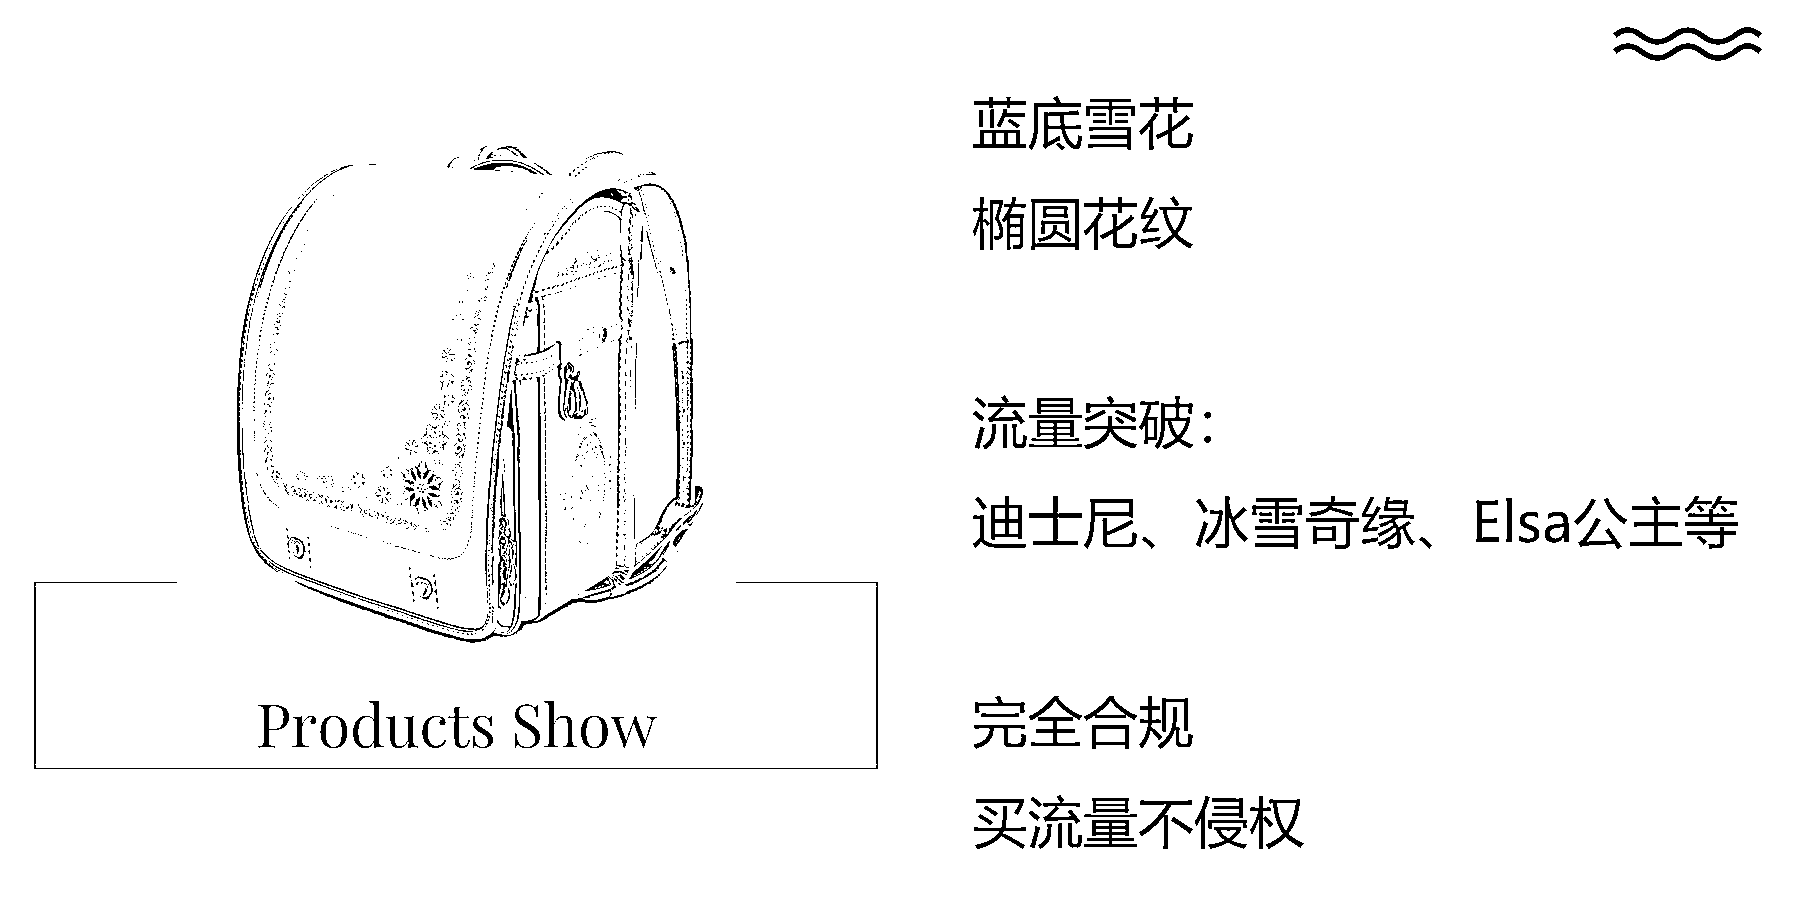 蓝底雪花
椭圆花纹
流量突破：
迪士尼、冰雪奇缘、Elsa公主等
完全合规
买流量不侵权
Products Show